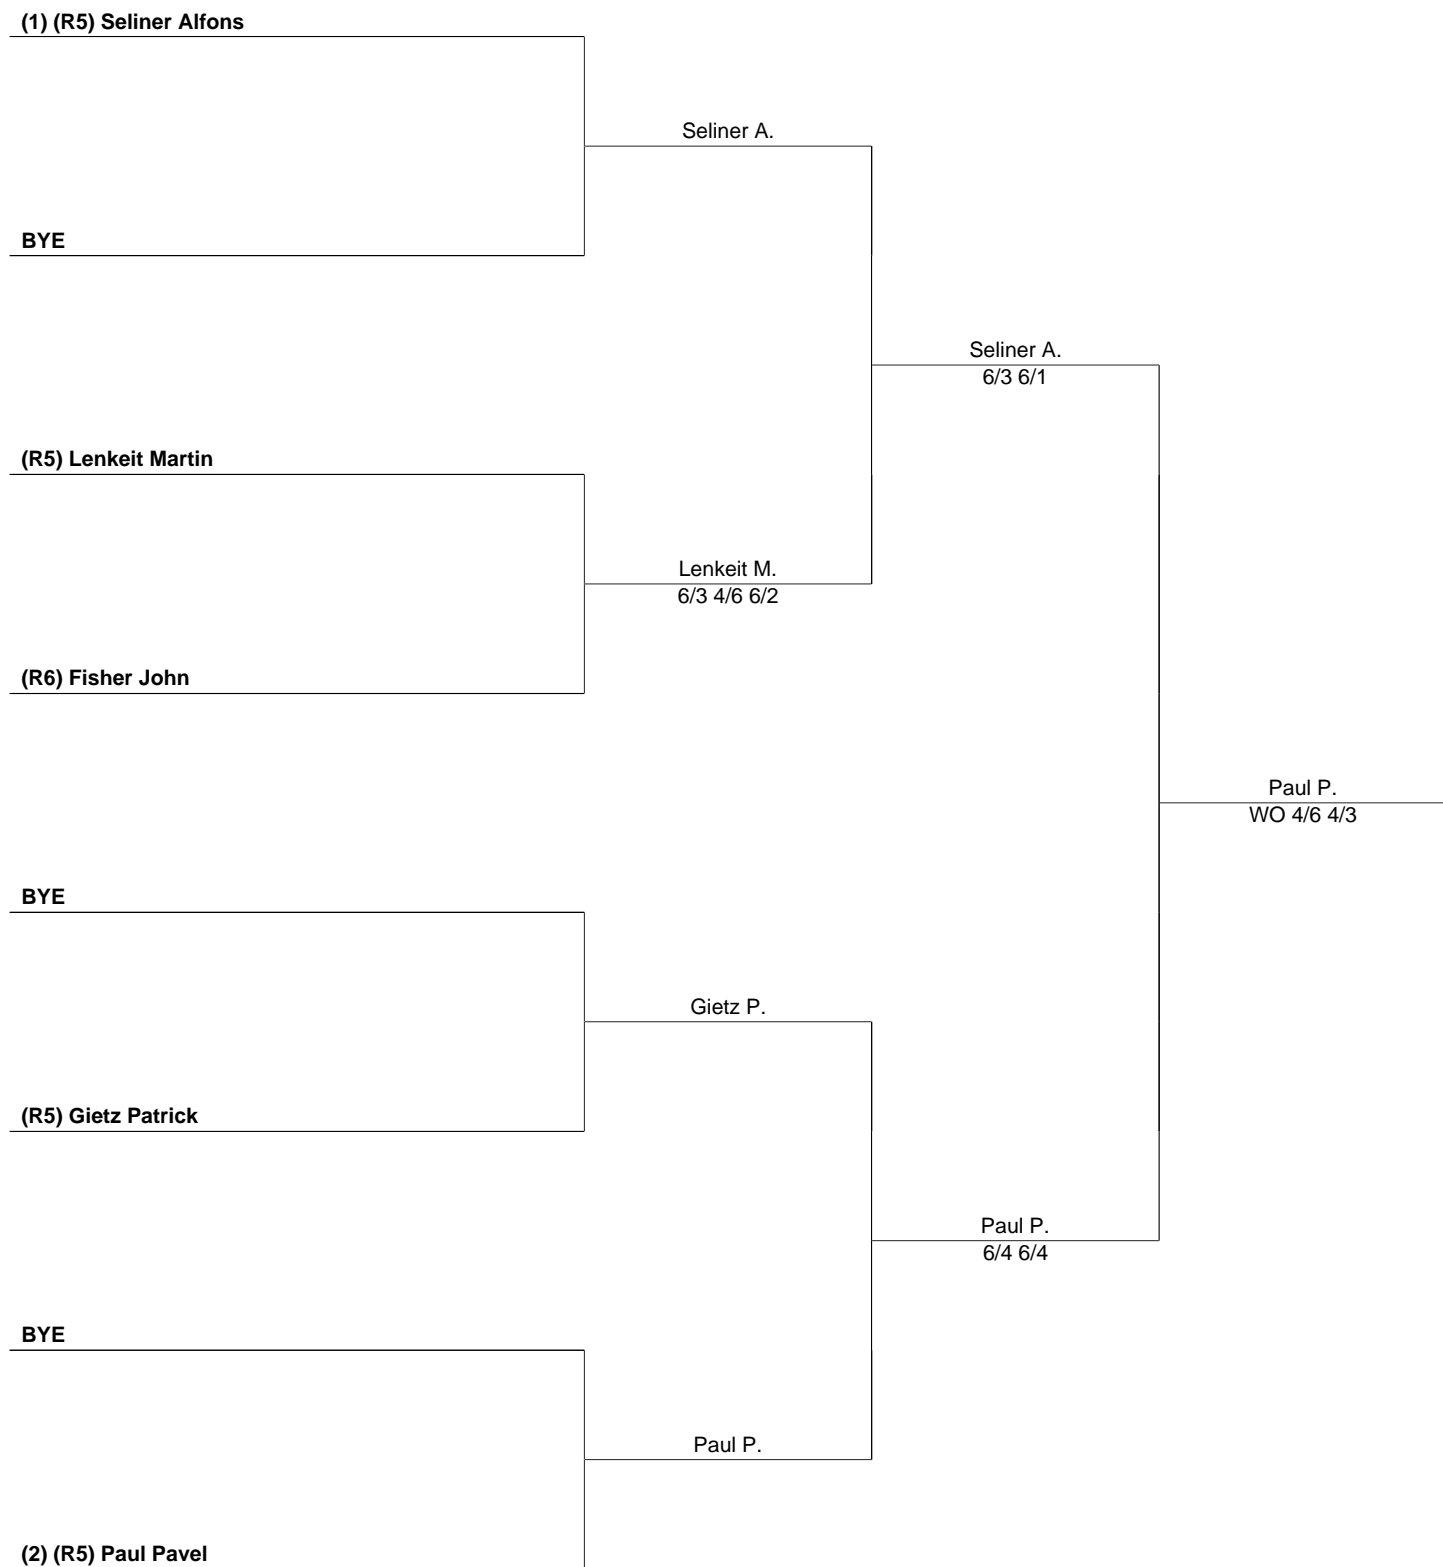 (1) (R5) Seliner Alfons
Seliner A.
BYE
Seliner A.
6/3 6/1
(R5) Lenkeit Martin
Lenkeit M.
6/3 4/6 6/2
(R6) Fisher John
Paul P.
WO 4/6 4/3
BYE
Gietz P.
(R5) Gietz Patrick
Paul P.
6/4 6/4
BYE
Paul P.
(2) (R5) Paul Pavel